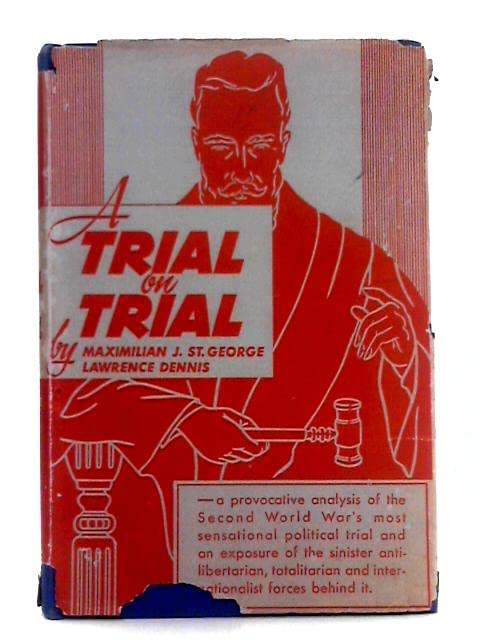 A
TRIAL
on
TRIAL
by MAXIMILIAN J. ST. GEORGE
LAWRENCE DENNIS
—a provocative analysis of the
Second World War's most
sensational political trial and
an exposure of the sinister anti-
libertarian, totalitarian and inter-
nationalist forces behind it.